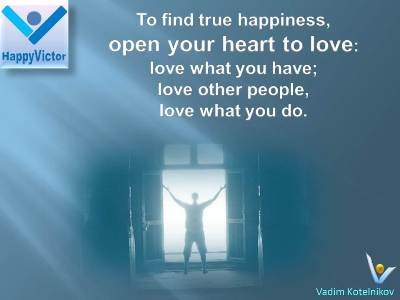 HappyVictor
To find true happiness,
open your heart to love:
love what you have;
love other people,
love what you do.
Vadim Kotelnikov